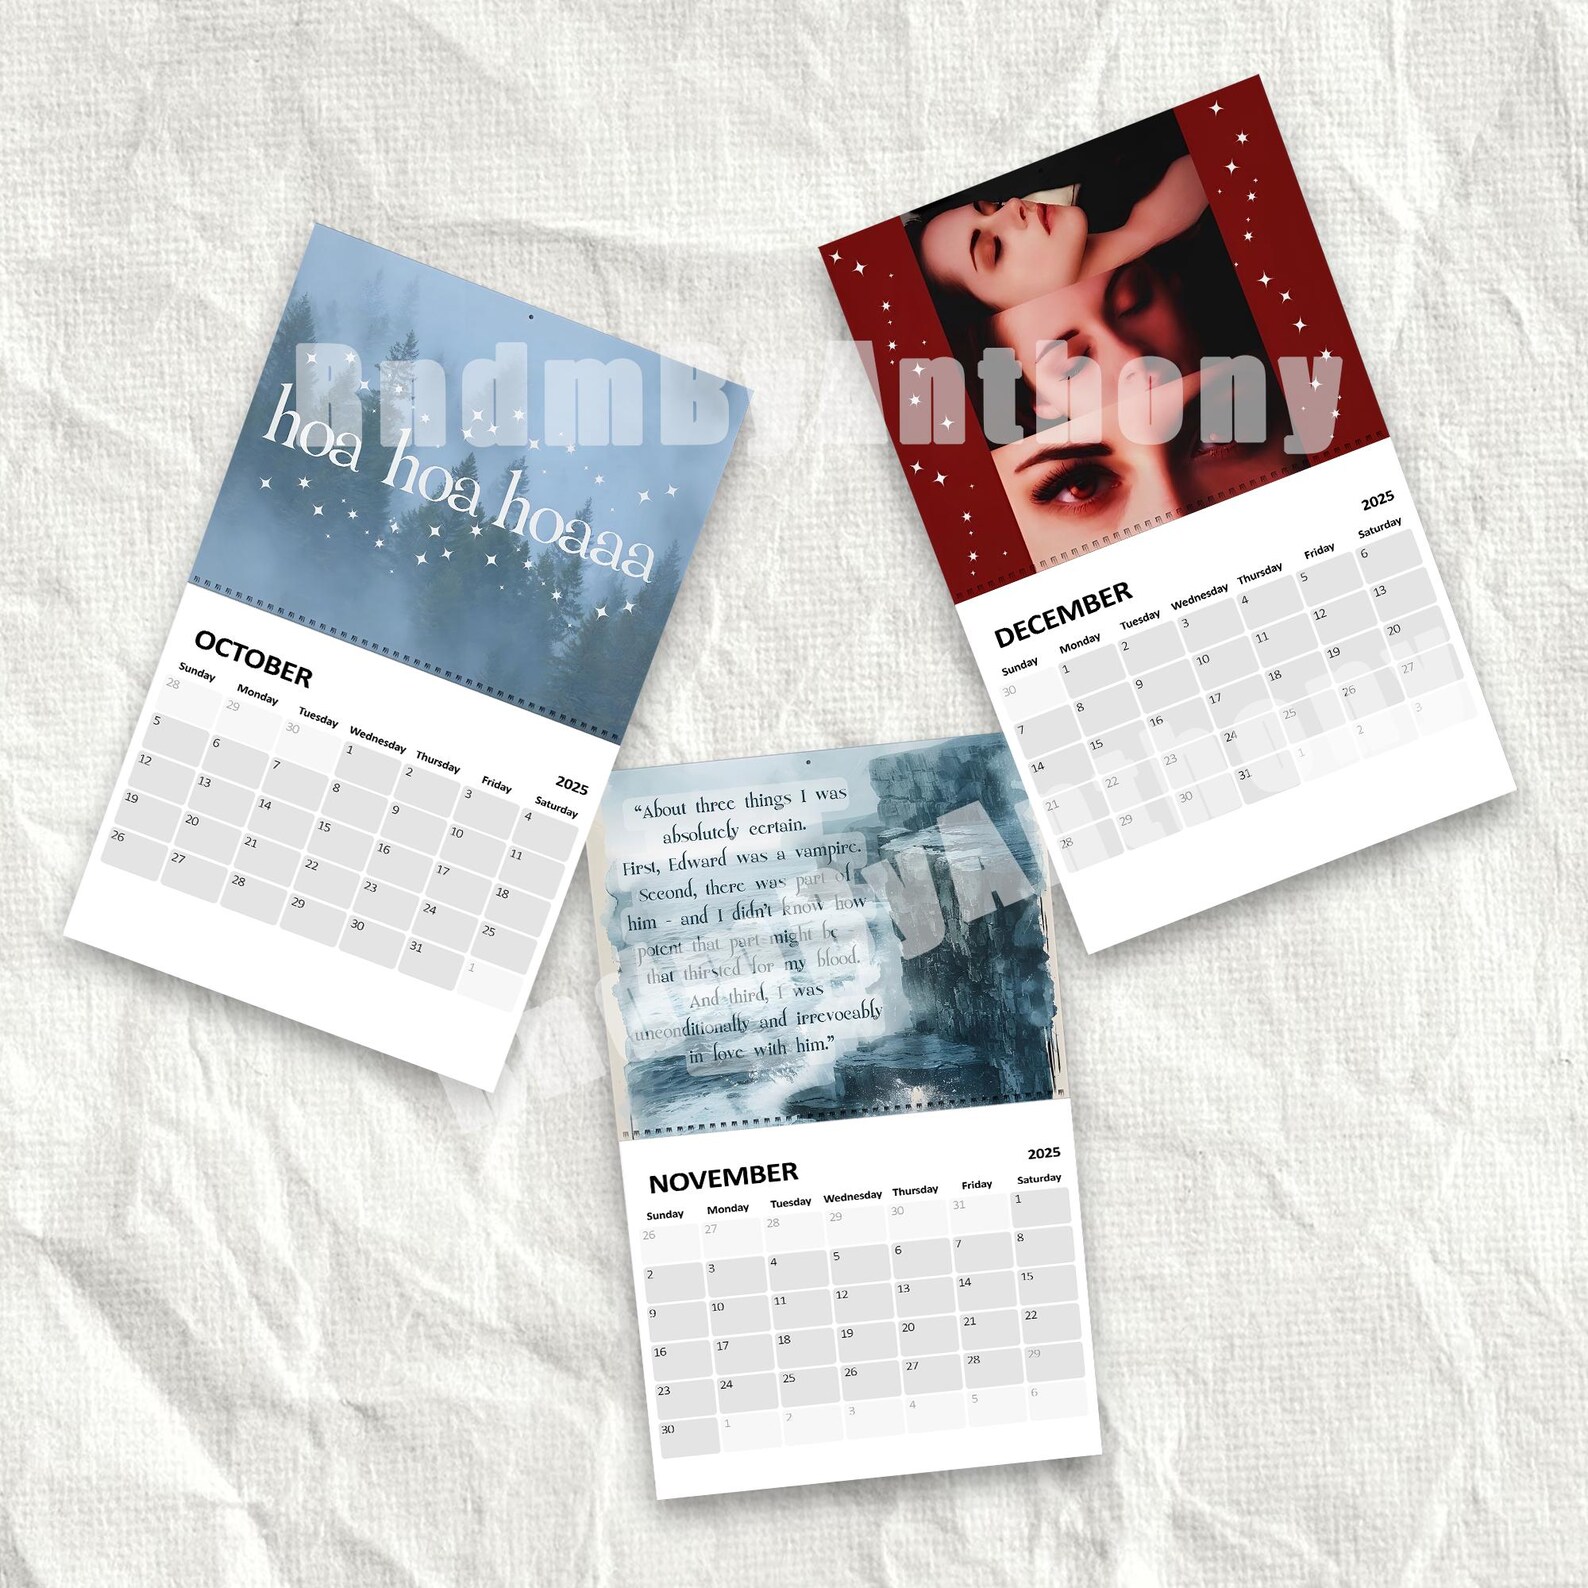 RndmByAnthony
hoa hoa hoaaa
OCTOBER
2025
Sunday Monday Tuesday Wednesday Thursday Friday Saturday
28 29 30 1 2 3 4
5 6 7 8 9 10 11
12 13 14 15 16 17 18
19 20 21 22 23 24 25
26 27 28 29 30 31 1
“About three things I was
absolutely certain.
First, Edward was a vampire.
Second, there was part of
him - and I didn't know how
potent that part might be -
that thirsted for my blood.
And third, I was
unconditionally and irrevocably
in love with him.”
NOVEMBER
2025
Sunday Monday Tuesday Wednesday Thursday Friday Saturday
26 27 28 29 30 31 1
2 3 4 5 6 7 8
9 10 11 12 13 14 15
16 17 18 19 20 21 22
23 24 25 26 27 28 29
30 1 2 3 4 5 6
DECEMBER
2025
Sunday Monday Tuesday Wednesday Thursday Friday Saturday
30 1 2 3 4 5 6
7 8 9 10 11 12 13
14 15 16 17 18 19 20
21 22 23 24 25 26 27
28 29 30 31 1 2 3